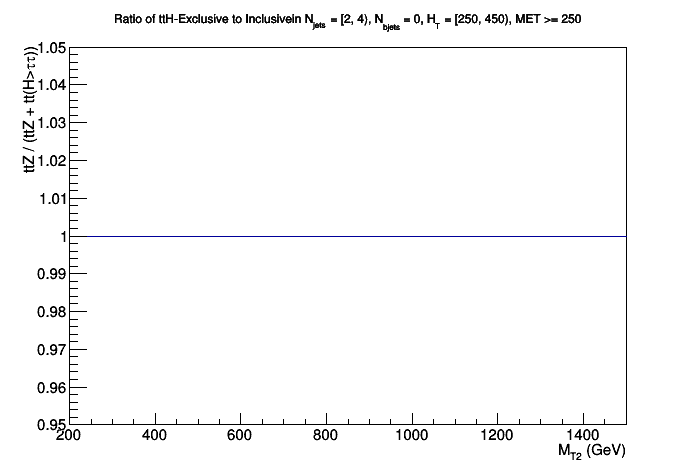 Ratio of ttH-Exclusive to Inclusivein N_jets = [2, 4), N_bjets = 0, H_T = [250, 450), MET >= 250
ttZ / (ttZ + tt(H>ττ))
1.05
1.04
1.03
1.02
1.01
1
0.99
0.98
0.97
0.96
0.95
200 400 600 800 1000 1200 1400
M_T2 (GeV)